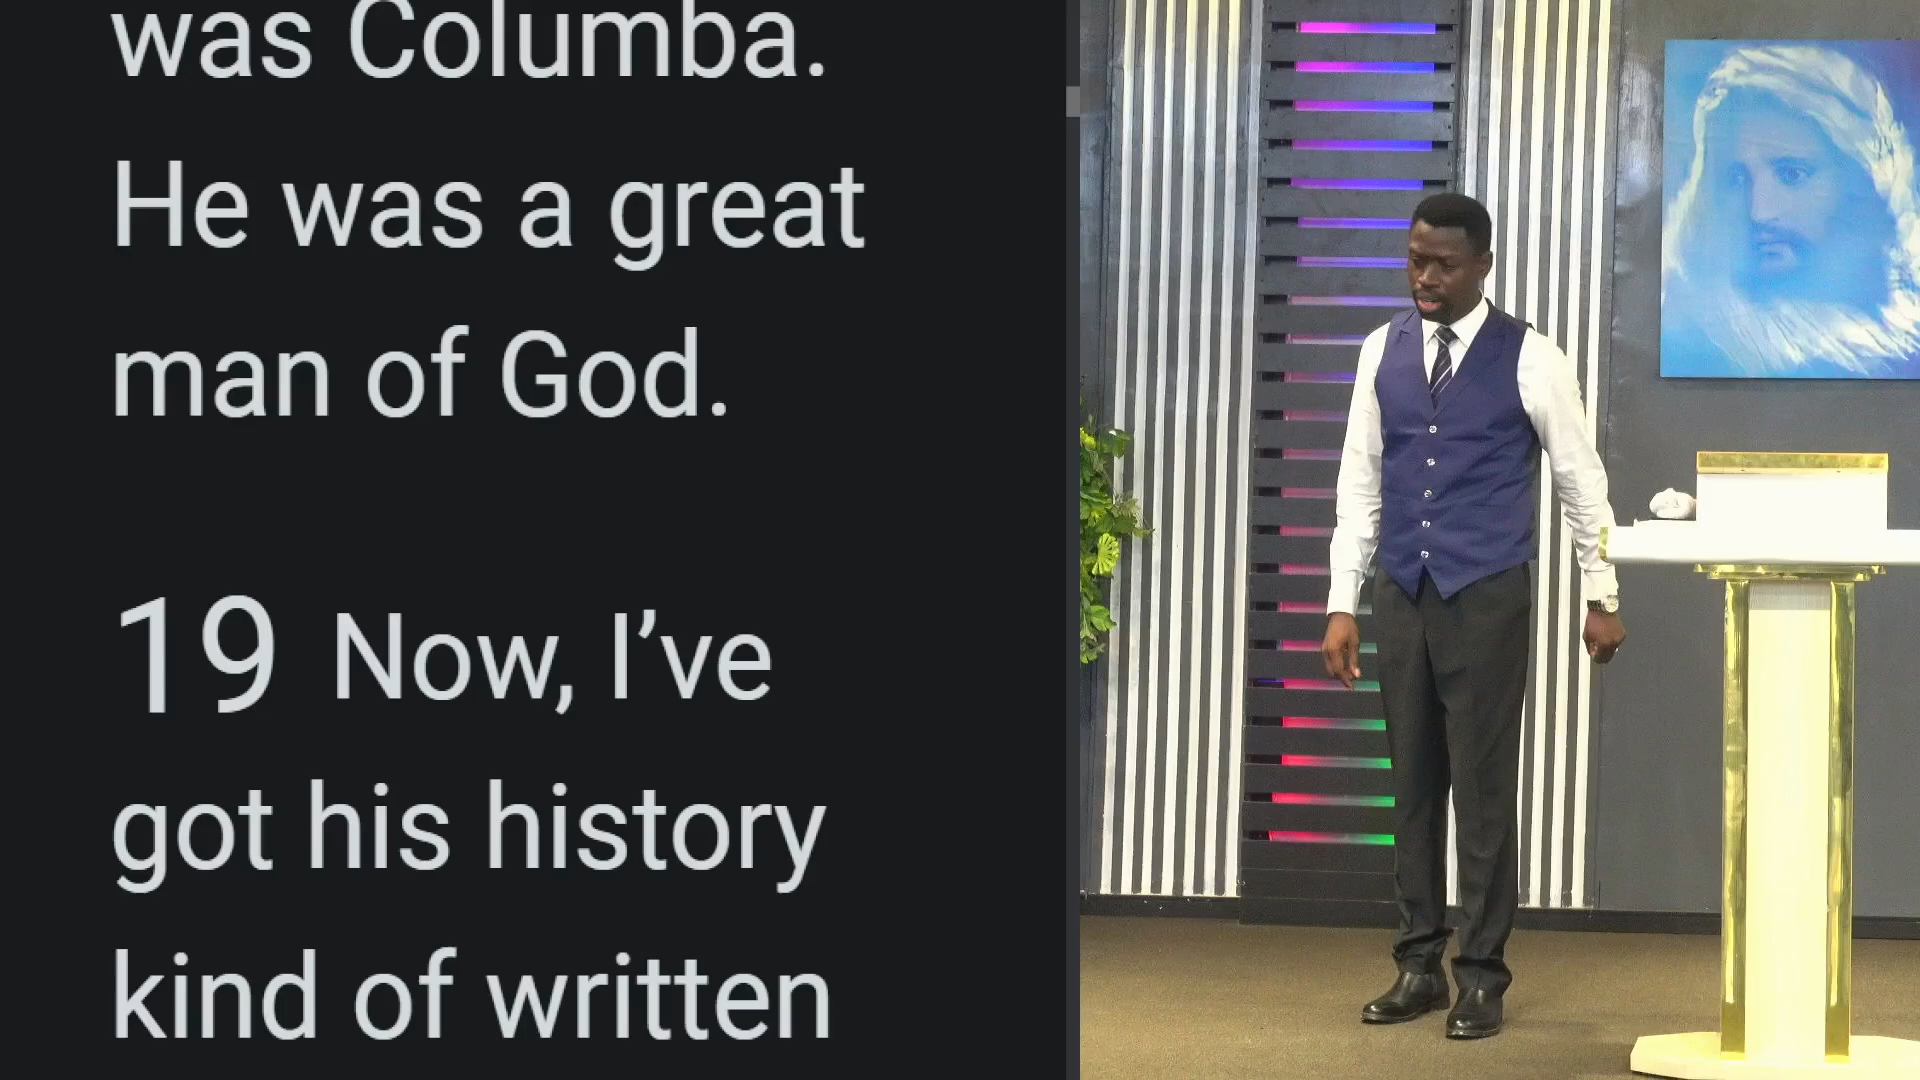 was Columba.
He was a great
man of God.
19 Now, I’ve
got his history
kind of written